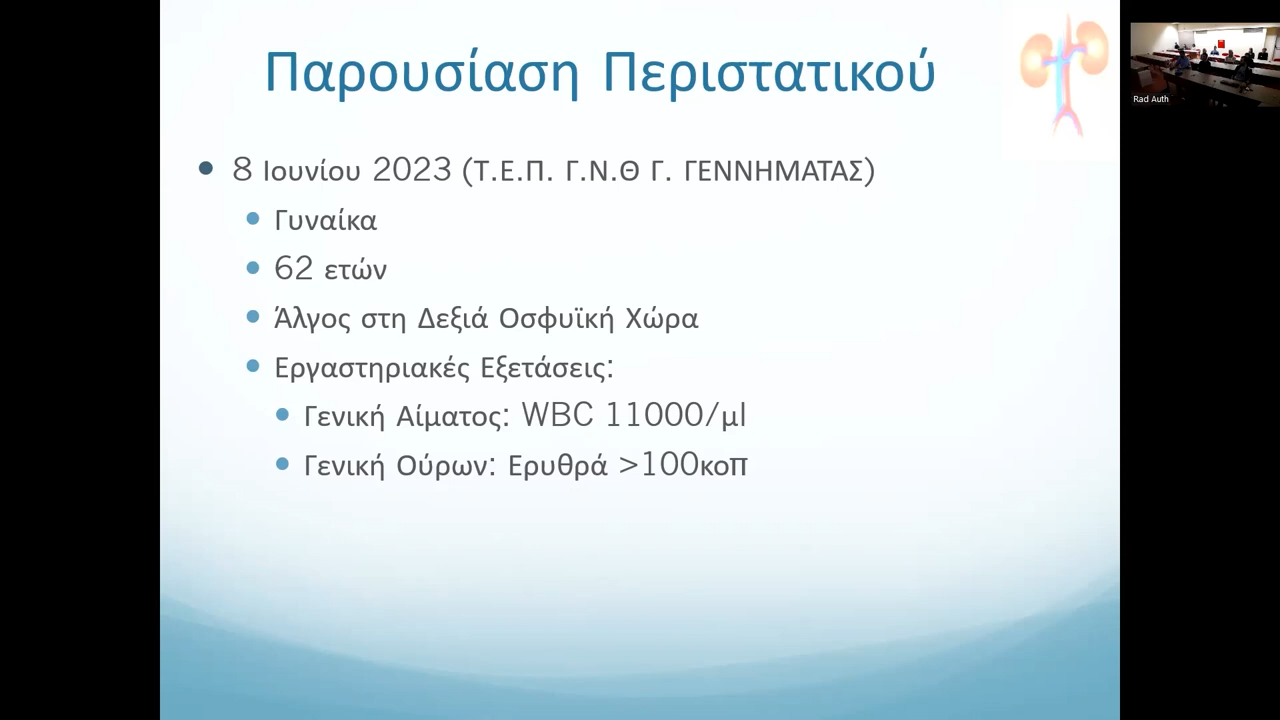 Παρουσίαση Περιστατικού
8 Ιουνίου 2023 (Τ.Ε.Π. Γ.Ν.Θ Γ. ΓΕΝΝΗΜΑΤΑΣ)
Γυναίκα
62 ετών
Άλγος στη Δεξιά Οσφυϊκή Χώρα
Εργαστηριακές Εξετάσεις:
Γενική Αίματος: WBC 11000/μl
Γενική Ούρων: Ερυθρά >100κοπ
Rad Auth